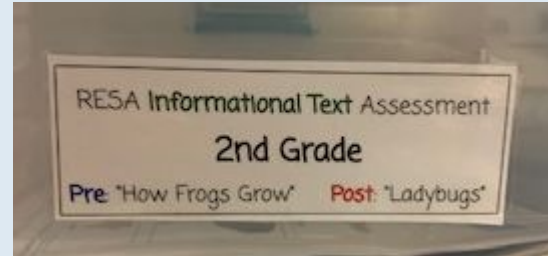 RESA Informational Text Assessment
2nd Grade
Pre: "How Frogs Grow" Post: "Ladybugs"